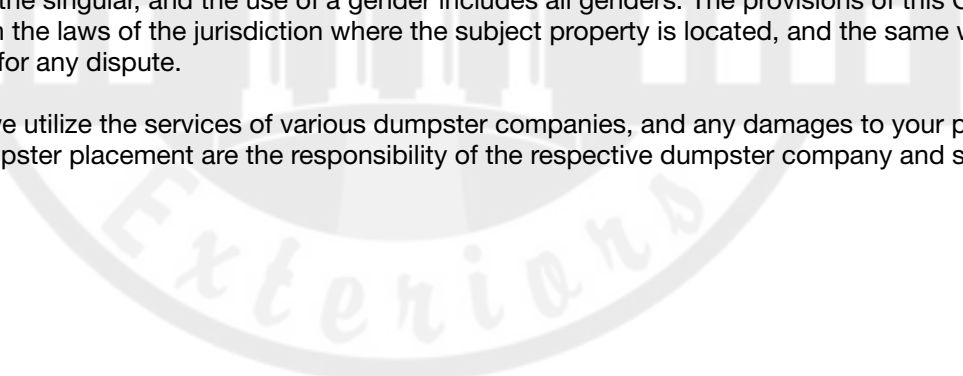 the singular, and the use of a gender includes all genders. The provisions of this
the laws of the jurisdiction where the subject property is located, and the same
for any dispute.
utilize the services of various dumpster companies, and any damages to your
placement are the responsibility of the respective dumpster company and
Exteriors